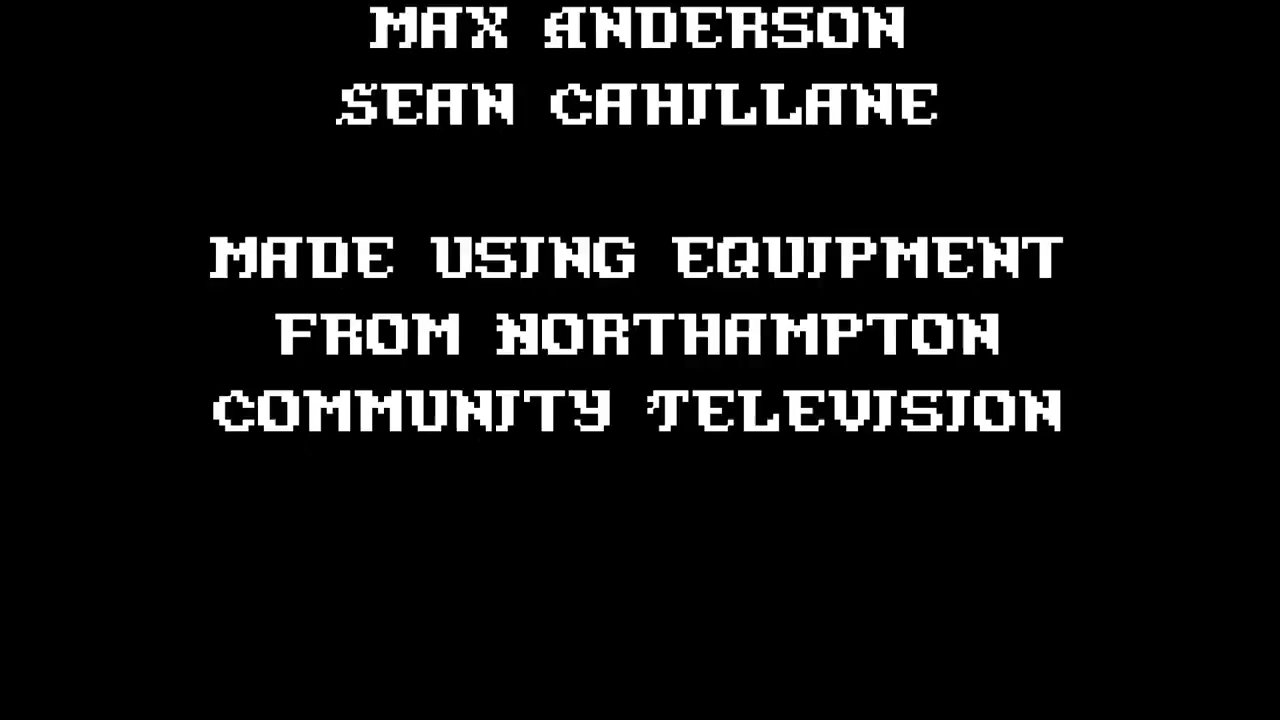 MAX ANDERSON
SEAN CAHILLANE
MADE USING EQUIPMENT
FROM NORTHAMPTON
COMMUNITY TELEVISION